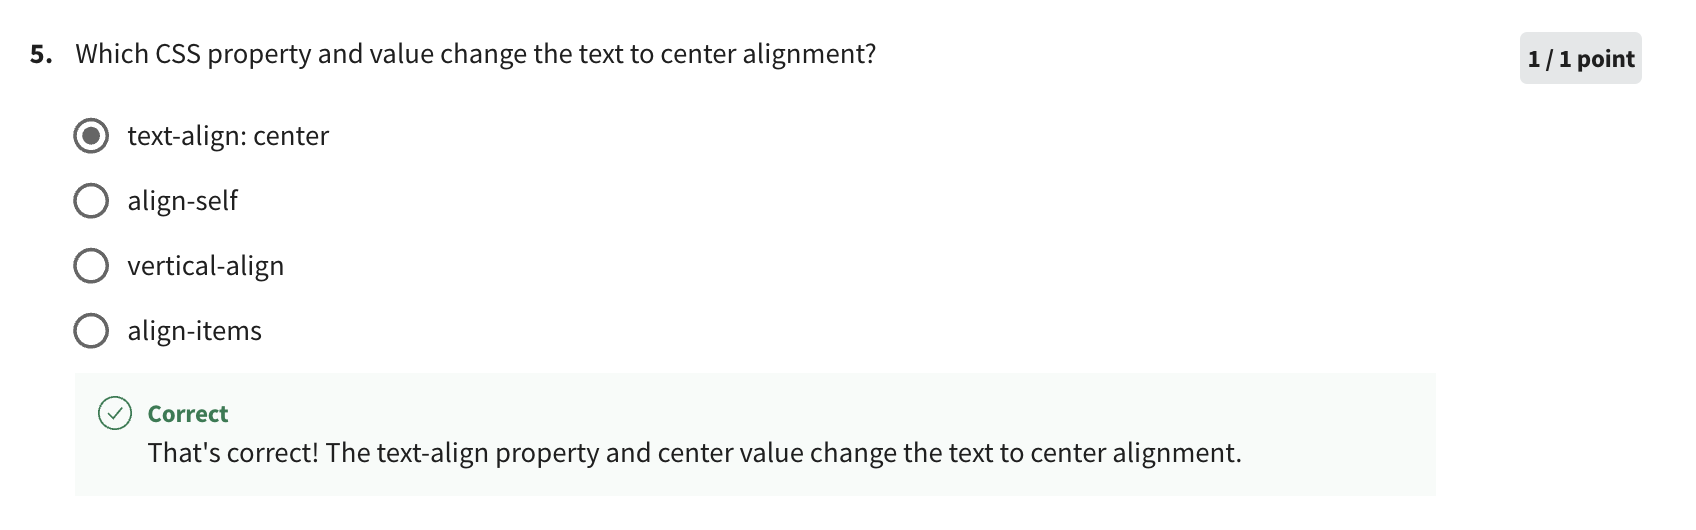 5. Which CSS property and value change the text to center alignment?
1 / 1 point
text-align: center
align-self
vertical-align
align-items
Correct
That's correct! The text-align property and center value change the text to center alignment.